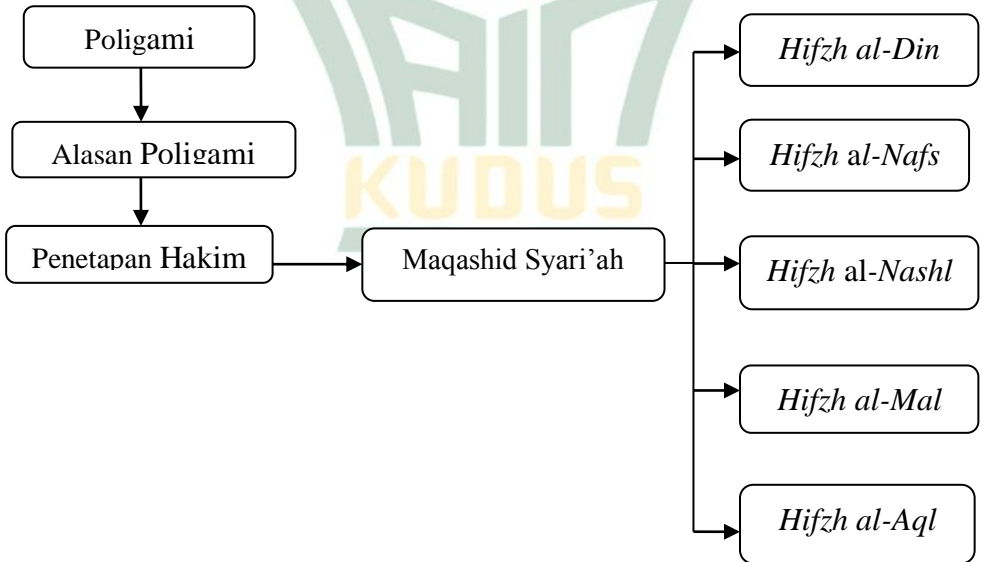 Poligami
Alasan Poligami
Penetapan Hakim
Maqashid Syari’ah
Hifzh al-Din
Hifzh al-Nafs
Hifzh al-Nashl
Hifzh al-Mal
Hifzh al-Aql
IAIN
KUDUS